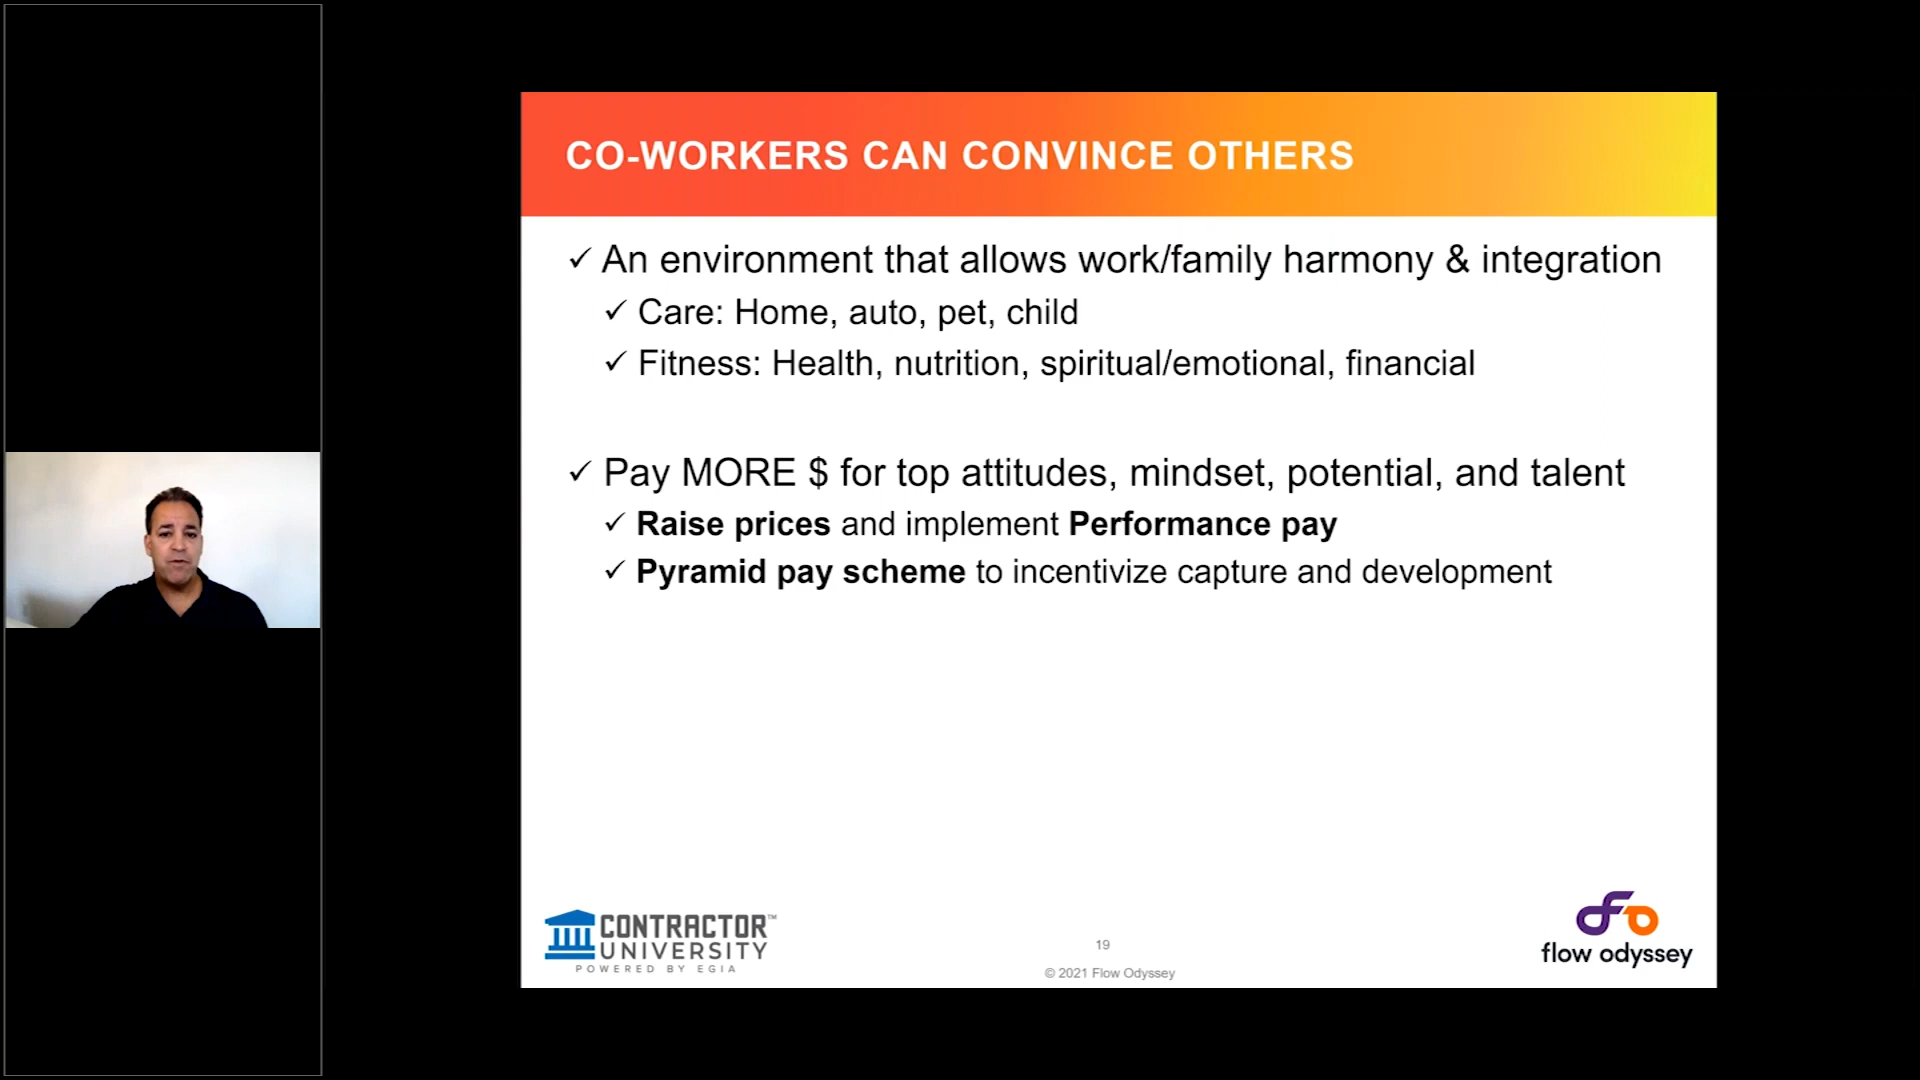 CO-WORKERS CAN CONVINCE OTHERS
✓ An environment that allows work/family harmony & integration
✓ Care: Home, auto, pet, child
✓ Fitness: Health, nutrition, spiritual/emotional, financial
✓ Pay MORE $ for top attitudes, mindset, potential, and talent
✓ Raise prices and implement Performance pay
✓ Pyramid pay scheme to incentivize capture and development
CONTRACTOR™
UNIVERSITY
POWERED BY EGIA
19
© 2021 Flow Odyssey
flow odyssey